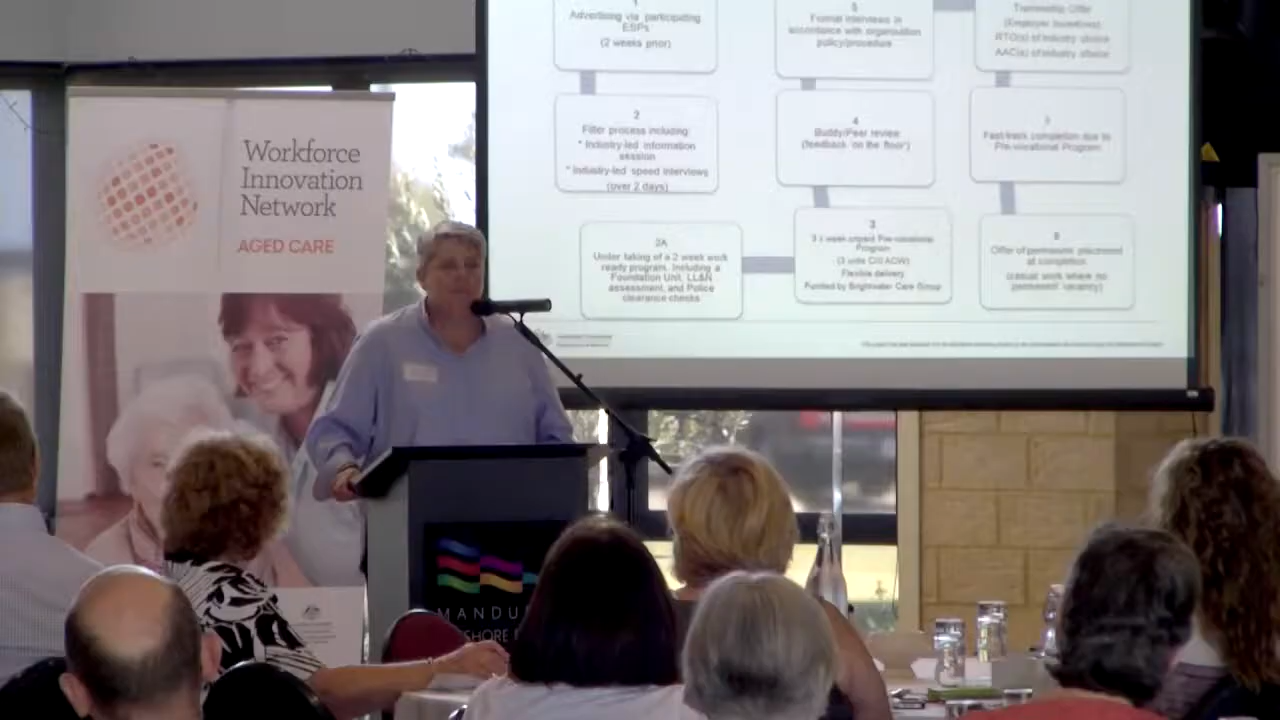 Workforce
Innovation
Network
AGED CARE
1
Advertising via participating
ESPs
(2 weeks prior)
2
Filter process including:
* Industry-led information
session
* Industry-led speed interviews
(over 2 days)
2A
Under taking of a 2 week work
ready program. Including a
Foundation Unit, LL&N
assessment, and Police
clearance checks
5
Formal interviews in
accordance with organisation
policy/procedure
4
Buddy/Peer review
(feedback 'on the floor')
3
3 x week unpaid Pre-vocational
Program
(3 units CIII ACW)
Flexible delivery
Funded by Brightwater Care Group
Traineeship Offer
(Employer Incentives)
RTO(s) of industry choice
AAC(s) of industry choice
7
Fast-track completion due to
Pre-vocational Program
8
Offer of permanent placement
at completion
(casual work where no
permanent vacancy)
MANDU
SHORE